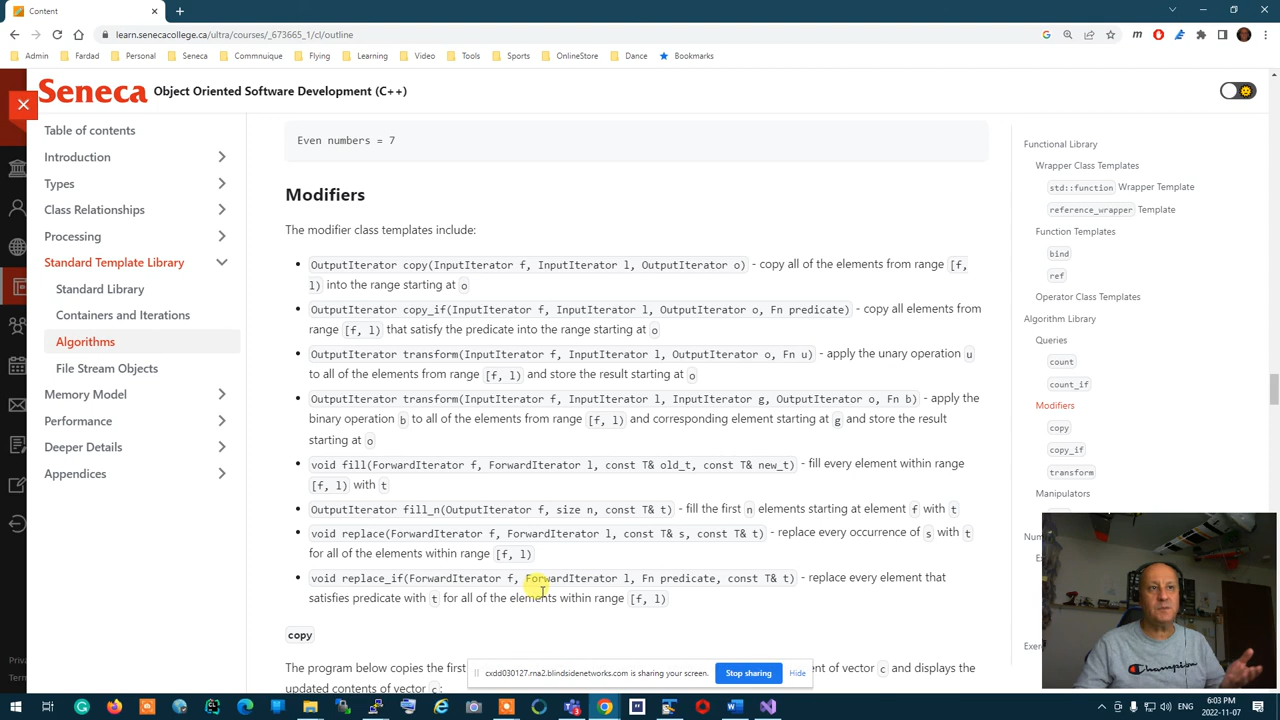 Content
learn.senecacollege.ca/ultra/courses/_673665_1/cl/outline
Admin Fardad Personal Seneca Commnuique Flying Learning Video Tools Sports OnlineStore Dance Bookmarks
Seneca Object Oriented Software Development (C++)
Table of contents
Introduction
Types
Class Relationships
Processing
Standard Template Library
Standard Library
Containers and Iterations
Algorithms
File Stream Objects
Memory Model
Performance
Deeper Details
Appendices
Even numbers = 7
Modifiers
The modifier class templates include:
OutputIterator copy(InputIterator f, InputIterator l, OutputIterator o) - copy all of the elements from range [f,
l) into the range starting at o
OutputIterator copy_if(InputIterator f, InputIterator l, OutputIterator o, Fn predicate) - copy all elements from
range [f, l) that satisfy the predicate into the range starting at o
OutputIterator transform(InputIterator f, InputIterator l, OutputIterator o, Fn u) - apply the unary operation u
to all of the elements from range [f, l) and store the result starting at o
OutputIterator transform(InputIterator f, InputIterator l, InputIterator g, OutputIterator o, Fn b) - apply the
binary operation b to all of the elements from range [f, l) and corresponding element starting at g and store the result
starting at o
void fill(ForwardIterator f, ForwardIterator l, const T& old_t, const T& new_t) - fill every element within range
[f, l) with t
OutputIterator fill_n(OutputIterator f, size n, const T& t) - fill the first n elements starting at element f with t
void replace(ForwardIterator f, ForwardIterator l, const T& s, const T& t) - replace every occurrence of s with t
for all of the elements within range [f, l)
void replace_if(ForwardIterator f, ForwardIterator l, Fn predicate, const T& t) - replace every element that
satisfies predicate with t for all of the elements within range [f, l)
copy
The program below copies the first ent of vector c and displays the
updated contents of vector c:
Functional Library
Wrapper Class Templates
std::function Wrapper Template
reference_wrapper Template
Function Templates
bind
ref
Operator Class Templates
Algorithm Library
Queries
count
count_if
Modifiers
copy
copy_if
transform
Manipulators
Num
Exer
Priva
Term
cxdd030127.rna2.blindsidenetworks.com is sharing your screen. Stop sharing Hide
Champion
ENG 6:03 PM
2022-11-07